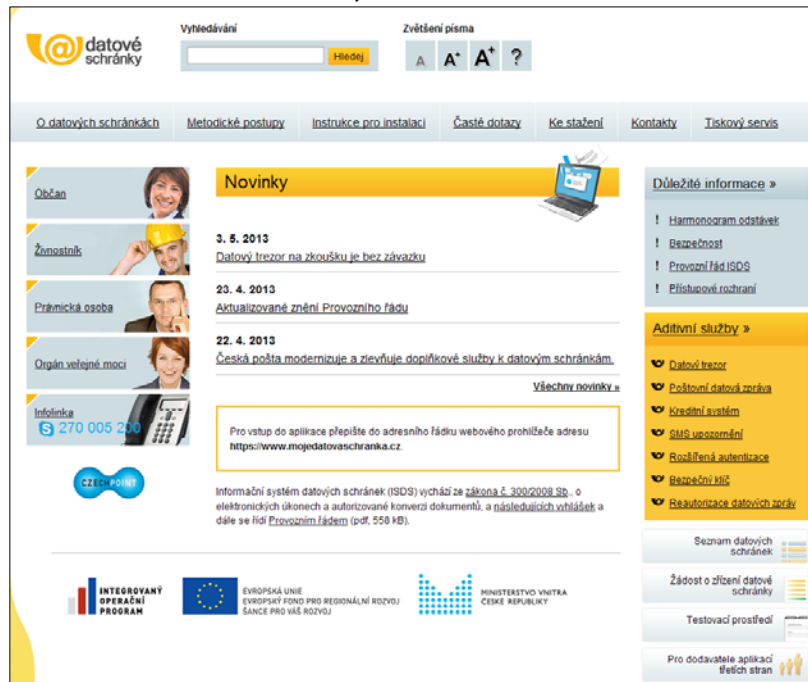 datové
schránky
Vyhledávání
Hledej
Zvětšení písma
A A+ A+ ?
O datových schránkách
Metodické postupy
Instrukce pro instalaci
Časté dotazy
Ke stažení
Kontakty
Tiskový servis
Občan
Živnostník
Právnická osoba
Orgán veřejné moci
Infolinka
270 005 200
CZECHPOINT
Novinky
3. 5. 2013
Datový trezor na zkoušku je bez závazku
23. 4. 2013
Aktualizované znění Provozního řádu
22. 4. 2013
Česká pošta modernizuje a zlevňuje doplňkové služby k datovým schránkám.
Všechny novinky »
Pro vstup do aplikace přepište do adresního řádku webového prohlížeče adresu
https://www.mojedatovaschranka.cz.
Informační systém datových schránek (ISDS) vychází ze zákona č. 300/2008 Sb., o
elektronických úkonech a autorizované konverzi dokumentů, a následujících vyhlášek a
dále se řídí Provozním řádem (pdf, 558 kB).
Důležité informace »
! Harmonogram odstávek
! Bezpečnost
! Provozní řád ISDS
! Přístupové rozhraní
Aditivní služby »
Datový trezor
Poštovní datová zpráva
Kreditní systém
SMS upozornění
Rozšířená autentizace
Bezpečný klíč
Reautorizace datových zpráv
Seznam datových
schránek
Žádost o zřízení datové
schránky
Testovací prostředí
Pro dodavatele aplikací
třetích stran
INTEGROVANÝ
OPERAČNÍ
PROGRAM
EVROPSKÁ UNIE
EVROPSKÝ FOND PRO REGIONÁLNÍ ROZVOJ
ŠANCE PRO VÁŠ ROZVOJ
MINISTERSTVO VNITRA
ČESKÉ REPUBLIKY